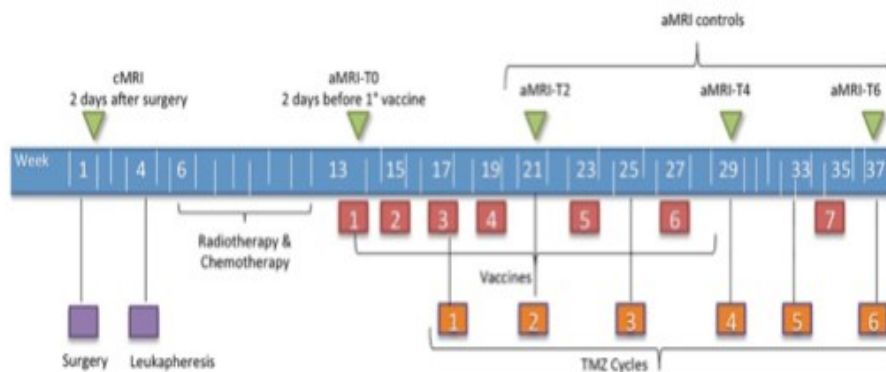 aMRI controls
cMRI
2 days after surgery
aMRI-T0
2 days before 1° vaccine
aMRI-T2
aMRI-T4
aMRI-T6
Week 1 4 6 13 15 17 19 21 23 25 27 29 33 35 37
1 2 3 4 5 6 7
Radiotherapy &
Chemotherapy
Vaccines
1 2 3 4 5 6
Surgery
Leukapheresis
TMZ Cycles